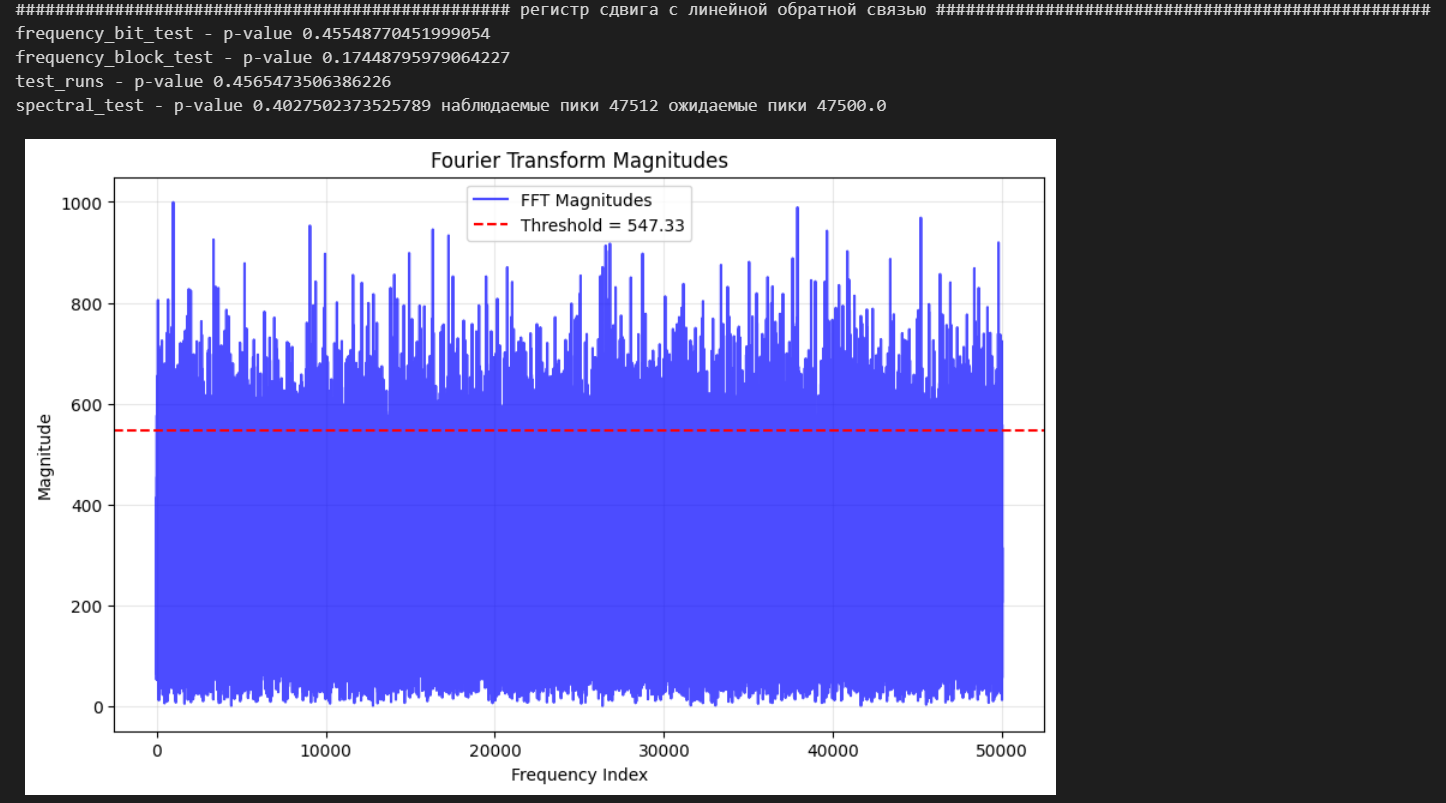 ################################################## регистр сдвига с линейной обратной связью ##################################################
frequency_bit_test - p-value 0.45548770451999054
frequency_block_test - p-value 0.17448795979064227
test_runs - p-value 0.4565473506386226
spectral_test - p-value 0.4027502373525789 наблюдаемые пики 47512 ожидаемые пики 47500.0
Fourier Transform Magnitudes
FFT Magnitudes
Threshold = 547.33
Magnitude
1000
800
600
400
200
0
0 10000 20000 30000 40000 50000
Frequency Index